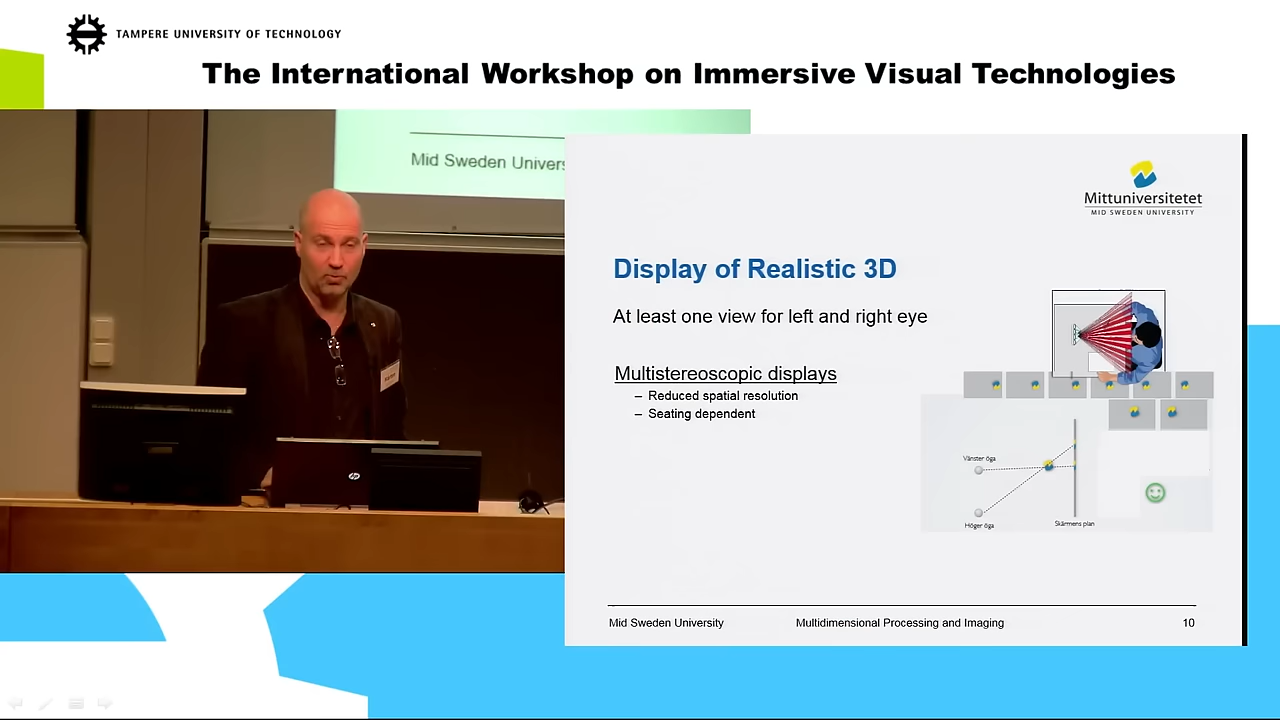 TAMPERE UNIVERSITY OF TECHNOLOGY
The International Workshop on Immersive Visual Technologies
Mid Sweden Univers
Mittuniversitetet
MID SWEDEN UNIVERSITY
Display of Realistic 3D
At least one view for left and right eye
Multistereoscopic displays
– Reduced spatial resolution
– Seating dependent
Vänster öga
Höger öga
Skärmens plan
hp
Mid Sweden University
Multidimensional Processing and Imaging
10